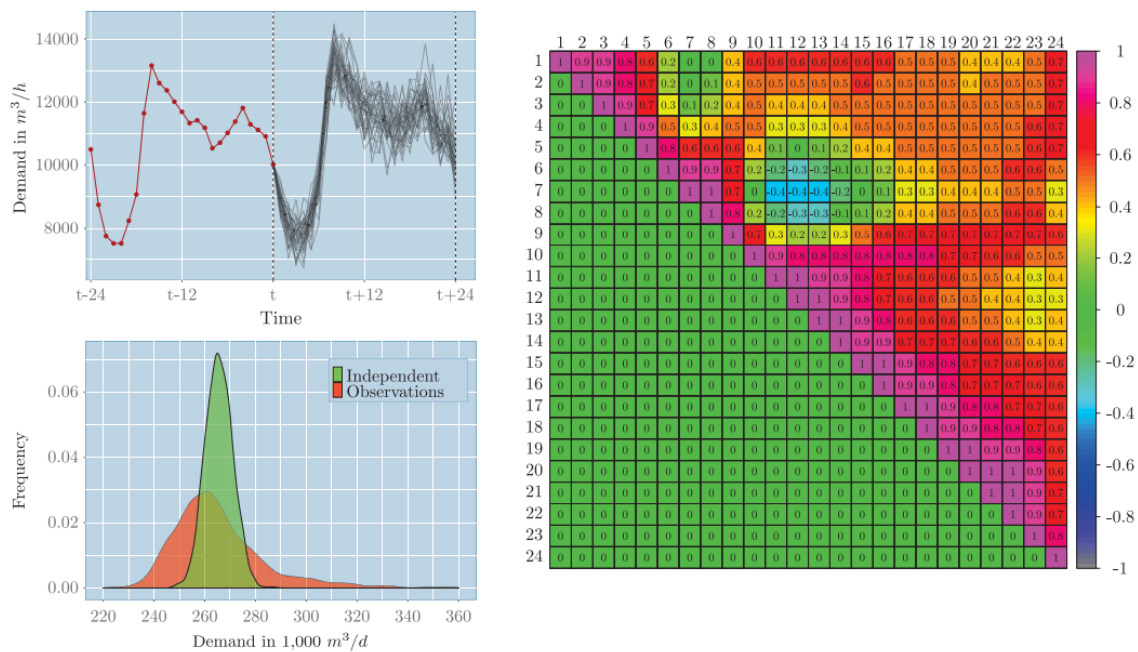 14000
12000
10000
8000
Demand in m³/h
t-24 t-12 t t+12 t+24
Time
0.06
0.04
0.02
0.00
Frequency
Independent
Observations
220 240 260 280 300 320 340 360
Demand in 1,000 m³/d
1 2 3 4 5 6 7 8 9 10 11 12 13 14 15 16 17 18 19 20 21 22 23 24
1 1 0.9 0.9 0.8 0.6 0.2 0 0 0.4 0.6 0.6 0.6 0.6 0.6 0.6 0.6 0.5 0.5 0.5 0.4 0.4 0.4 0.5 0.7
2 0 1 0.9 0.8 0.7 0.2 0 0.1 0.4 0.5 0.5 0.5 0.5 0.5 0.6 0.5 0.5 0.5 0.5 0.4 0.5 0.5 0.5 0.7
3 0 0 1 0.9 0.7 0.3 0.1 0.2 0.4 0.5 0.4 0.4 0.4 0.5 0.5 0.5 0.5 0.5 0.5 0.5 0.5 0.5 0.5 0.7
4 0 0 0 1 0.9 0.5 0.3 0.4 0.5 0.5 0.3 0.3 0.3 0.4 0.5 0.5 0.5 0.5 0.5 0.5 0.5 0.5 0.6 0.7
5 0 0 0 0 1 0.8 0.6 0.6 0.6 0.4 0.1 0 0.1 0.2 0.4 0.4 0.5 0.5 0.5 0.5 0.5 0.5 0.6 0.7
6 0 0 0 0 0 1 0.9 0.9 0.7 0.2 -0.2 -0.3 -0.2 -0.1 0.1 0.2 0.4 0.4 0.5 0.5 0.5 0.6 0.6 0.5
7 0 0 0 0 0 0 1 1 0.7 0 -0.4 -0.4 -0.4 -0.2 0 0.1 0.3 0.3 0.4 0.4 0.4 0.5 0.5 0.3
8 0 0 0 0 0 0 0 1 0.8 0.2 -0.2 -0.3 -0.3 -0.1 0.1 0.2 0.4 0.4 0.5 0.5 0.5 0.6 0.6 0.4
9 0 0 0 0 0 0 0 0 1 0.7 0.3 0.2 0.2 0.3 0.5 0.6 0.7 0.7 0.7 0.7 0.7 0.7 0.7 0.6
10 0 0 0 0 0 0 0 0 0 1 0.9 0.8 0.8 0.8 0.8 0.8 0.8 0.8 0.7 0.7 0.6 0.6 0.5 0.5
11 0 0 0 0 0 0 0 0 0 0 1 1 0.9 0.9 0.8 0.7 0.6 0.6 0.6 0.5 0.5 0.4 0.3 0.4
12 0 0 0 0 0 0 0 0 0 0 0 1 1 0.9 0.8 0.7 0.6 0.6 0.5 0.5 0.4 0.4 0.3 0.3
13 0 0 0 0 0 0 0 0 0 0 0 0 1 1 0.9 0.8 0.6 0.6 0.6 0.5 0.5 0.4 0.3 0.4
14 0 0 0 0 0 0 0 0 0 0 0 0 0 1 0.9 0.9 0.7 0.7 0.6 0.6 0.6 0.5 0.4 0.4
15 0 0 0 0 0 0 0 0 0 0 0 0 0 0 1 1 0.9 0.8 0.8 0.7 0.7 0.6 0.6 0.6
16 0 0 0 0 0 0 0 0 0 0 0 0 0 0 0 1 0.9 0.9 0.8 0.7 0.7 0.6 0.6 0.6
17 0 0 0 0 0 0 0 0 0 0 0 0 0 0 0 0 1 1 0.9 0.8 0.8 0.7 0.7 0.6
18 0 0 0 0 0 0 0 0 0 0 0 0 0 0 0 0 0 1 0.9 0.9 0.8 0.8 0.7 0.6
19 0 0 0 0 0 0 0 0 0 0 0 0 0 0 0 0 0 0 1 1 0.9 0.9 0.8 0.6
20 0 0 0 0 0 0 0 0 0 0 0 0 0 0 0 0 0 0 0 1 1 1 0.9 0.6
21 0 0 0 0 0 0 0 0 0 0 0 0 0 0 0 0 0 0 0 0 1 1 0.9 0.7
22 0 0 0 0 0 0 0 0 0 0 0 0 0 0 0 0 0 0 0 0 0 1 0.9 0.7
23 0 0 0 0 0 0 0 0 0 0 0 0 0 0 0 0 0 0 0 0 0 0 1 0.8
24 0 0 0 0 0 0 0 0 0 0 0 0 0 0 0 0 0 0 0 0 0 0 0 1
1
0.8
0.6
0.4
0.2
0
-0.2
-0.4
-0.6
-0.8
-1